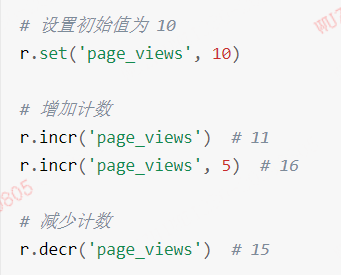 # 设置初始值为 10
r.set('page_views', 10)
# 增加计数
r.incr('page_views')  # 11
r.incr('page_views', 5)  # 16
# 减少计数
r.decr('page_views')  # 15